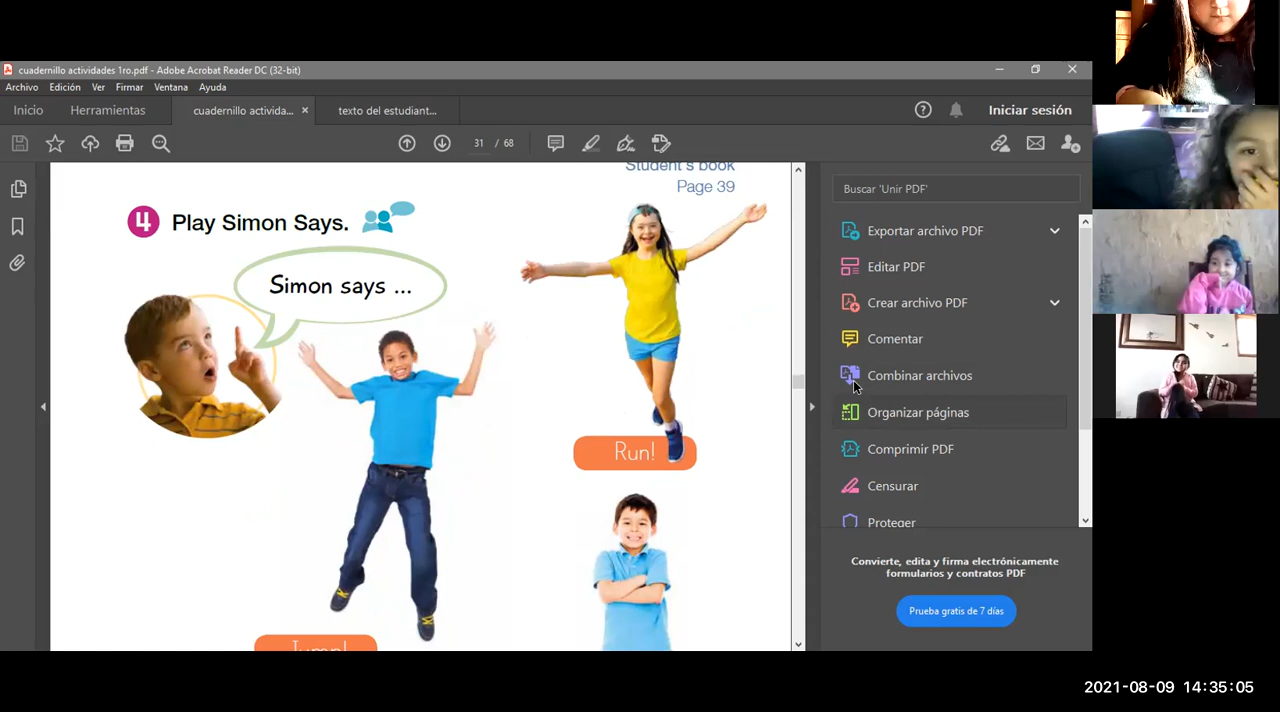 cuadernillo actividades 1ro.pdf - Adobe Acrobat Reader DC (32-bit)
Archivo Edición Ver Firmar Ventana Ayuda
Inicio Herramientas cuadernillo activida... × texto del estudiant... Iniciar sesión
31 / 68
Student's book
Page 39
4 Play Simon Says.
Simon says ...
Run!
Jump!
Buscar 'Unir PDF'
Exportar archivo PDF
Editar PDF
Crear archivo PDF
Comentar
Combinar archivos
Organizar páginas
Comprimir PDF
Censurar
Proteger
Convierte, edita y firma electrónicamente
formularios y contratos PDF
Prueba gratis de 7 días
2021-08-09 14:35:05